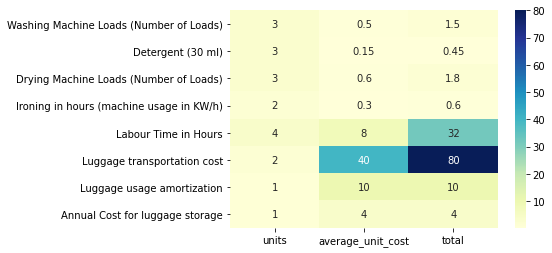 Washing Machine Loads (Number of Loads) 3 0.5 1.5
Detergent (30 ml) 3 0.15 0.45
Drying Machine Loads (Number of Loads) 3 0.6 1.8
Ironing in hours (machine usage in KW/h) 2 0.3 0.6
Labour Time in Hours 4 8 32
Luggage transportation cost 2 40 80
Luggage usage amortization 1 10 10
Annual Cost for luggage storage 1 4 4
units average_unit_cost total
80
70
60
50
40
30
20
10